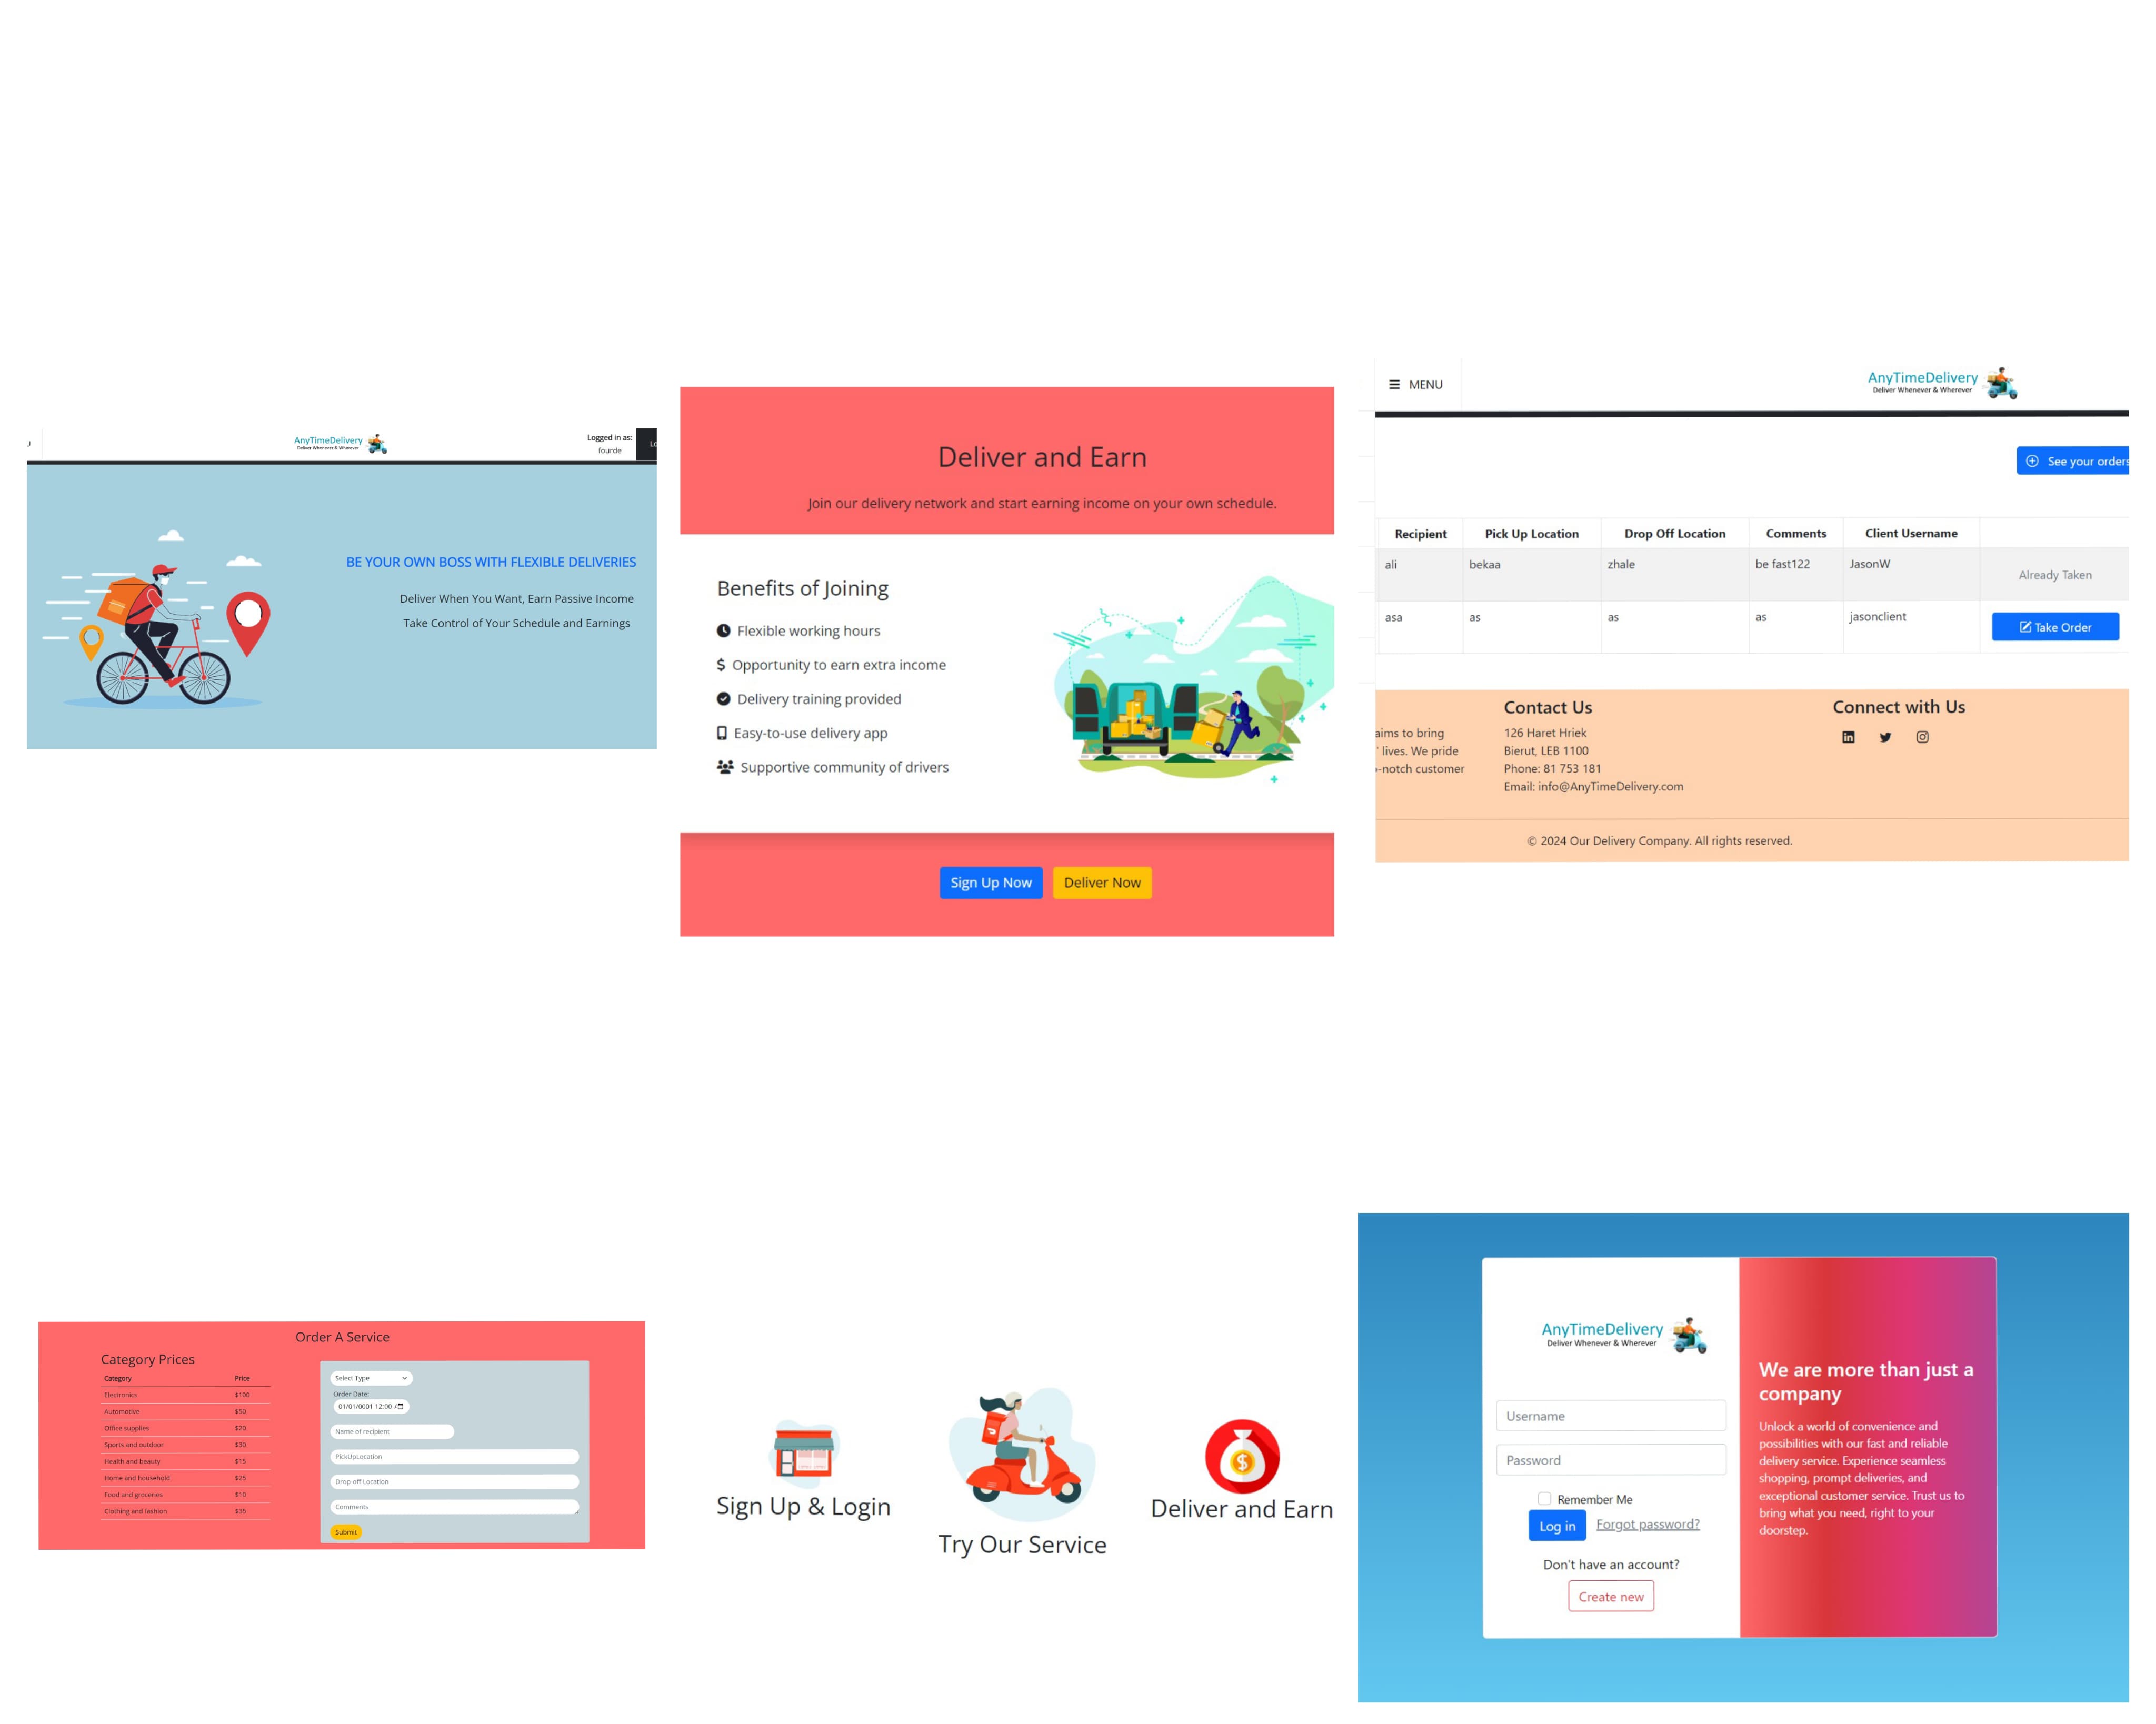 AnyTimeDelivery
Deliver Whenever & Wherever
Logged in as:
fourde
BE YOUR OWN BOSS WITH FLEXIBLE DELIVERIES
Deliver When You Want, Earn Passive Income
Take Control of Your Schedule and Earnings
Deliver and Earn
Join our delivery network and start earning income on your own schedule.
Benefits of Joining
Flexible working hours
Opportunity to earn extra income
Delivery training provided
Easy-to-use delivery app
Supportive community of drivers
Sign Up Now Deliver Now
MENU
AnyTimeDelivery
Deliver Whenever & Wherever
See your orders
Recipient Pick Up Location Drop Off Location Comments Client Username
ali bekaa zhale be fast122 JasonW Already Taken
asa as as as jasonclient Take Order
aims to bring
lives. We pride
-notch customer
Contact Us
126 Haret Hriek
Bierut, LEB 1100
Phone: 81 753 181
Email: info@AnyTimeDelivery.com
Connect with Us
© 2024 Our Delivery Company. All rights reserved.
Order A Service
Category Prices
Category Price
Electronics $100
Automotive $50
Office supplies $20
Sports and outdoor $30
Health and beauty $15
Home and household $25
Food and groceries $10
Clothing and fashion $35
Select Type
Order Date:
01/01/0001 12:00
Name of recipient
PickUpLocation
Drop-off Location
Comments
Submit
Sign Up & Login
Try Our Service
Deliver and Earn
AnyTimeDelivery
Deliver Whenever & Wherever
Username
Password
Remember Me
Log in Forgot password?
Don't have an account?
Create new
We are more than just a
company
Unlock a world of convenience and
possibilities with our fast and reliable
delivery service. Experience seamless
shopping, prompt deliveries, and
exceptional customer service. Trust us to
bring what you need, right to your
doorstep.